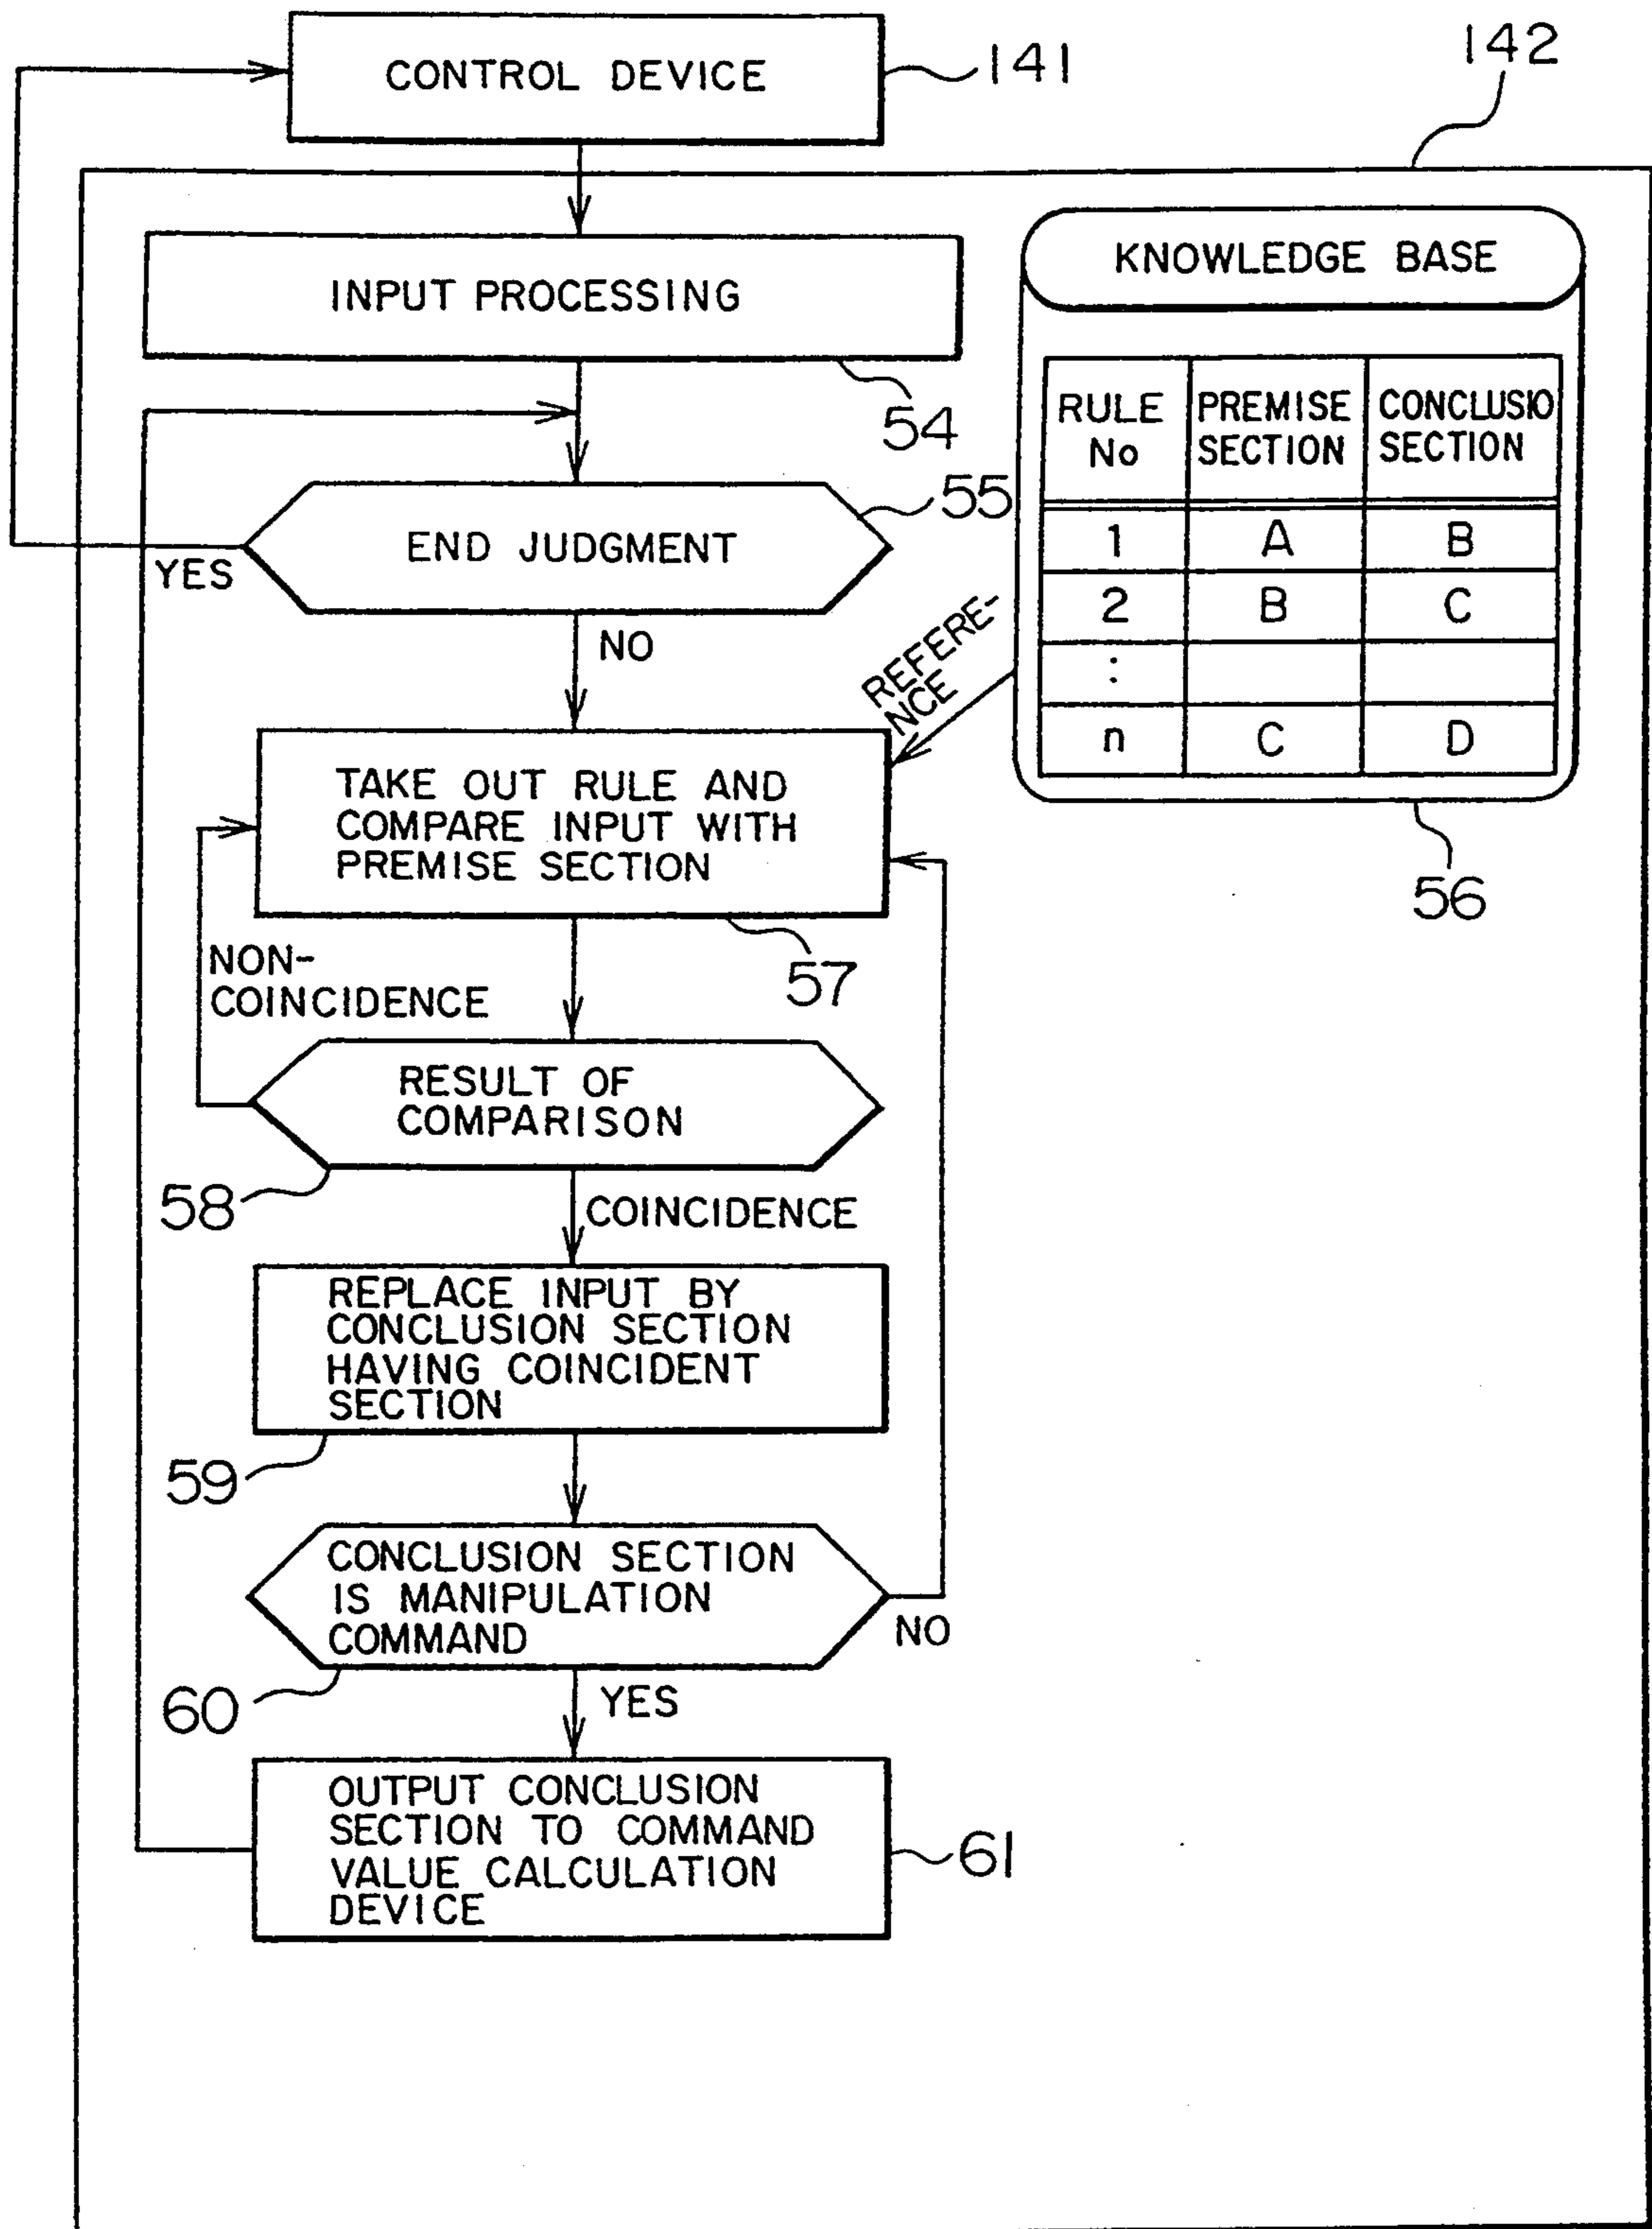 CONTROL DEVICE
141
142
INPUT PROCESSING
54
KNOWLEDGE BASE
RULE No
PREMISE SECTION
CONCLUSIO SECTION
1 A B
2 B C
:
n C D
56
END JUDGMENT
55
YES
NO
REFERE-
NCE
TAKE OUT RULE AND
COMPARE INPUT WITH
PREMISE SECTION
57
NON-
COINCIDENCE
RESULT OF
COMPARISON
58
COINCIDENCE
REPLACE INPUT BY
CONCLUSION SECTION
HAVING COINCIDENT
SECTION
59
CONCLUSION SECTION
IS MANIPULATION
COMMAND
NO
60
YES
OUTPUT CONCLUSION
SECTION TO COMMAND
VALUE CALCULATION
DEVICE
61